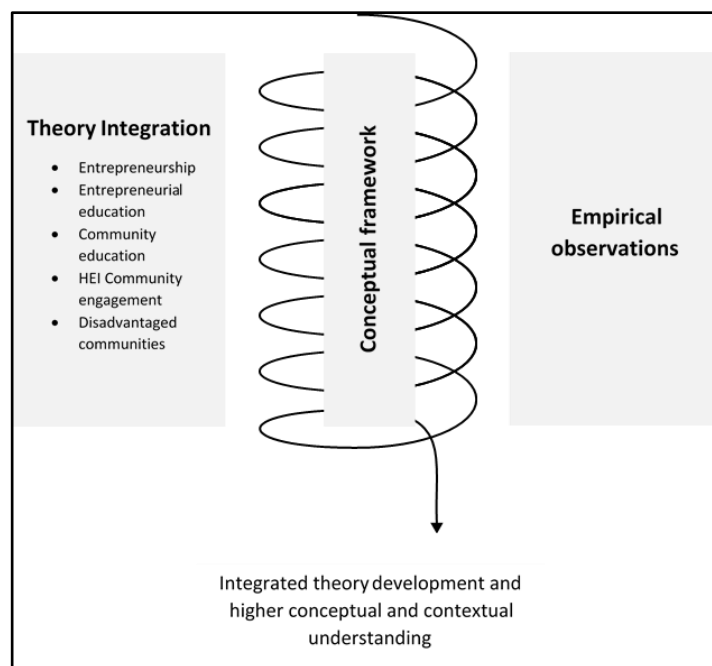 Theory Integration
• Entrepreneurship
• Entrepreneurial
education
• Community
education
• HEI Community
engagement
• Disadvantaged
communities
Conceptual framework
Empirical
observations
Integrated theory development and
higher conceptual and contextual
understanding